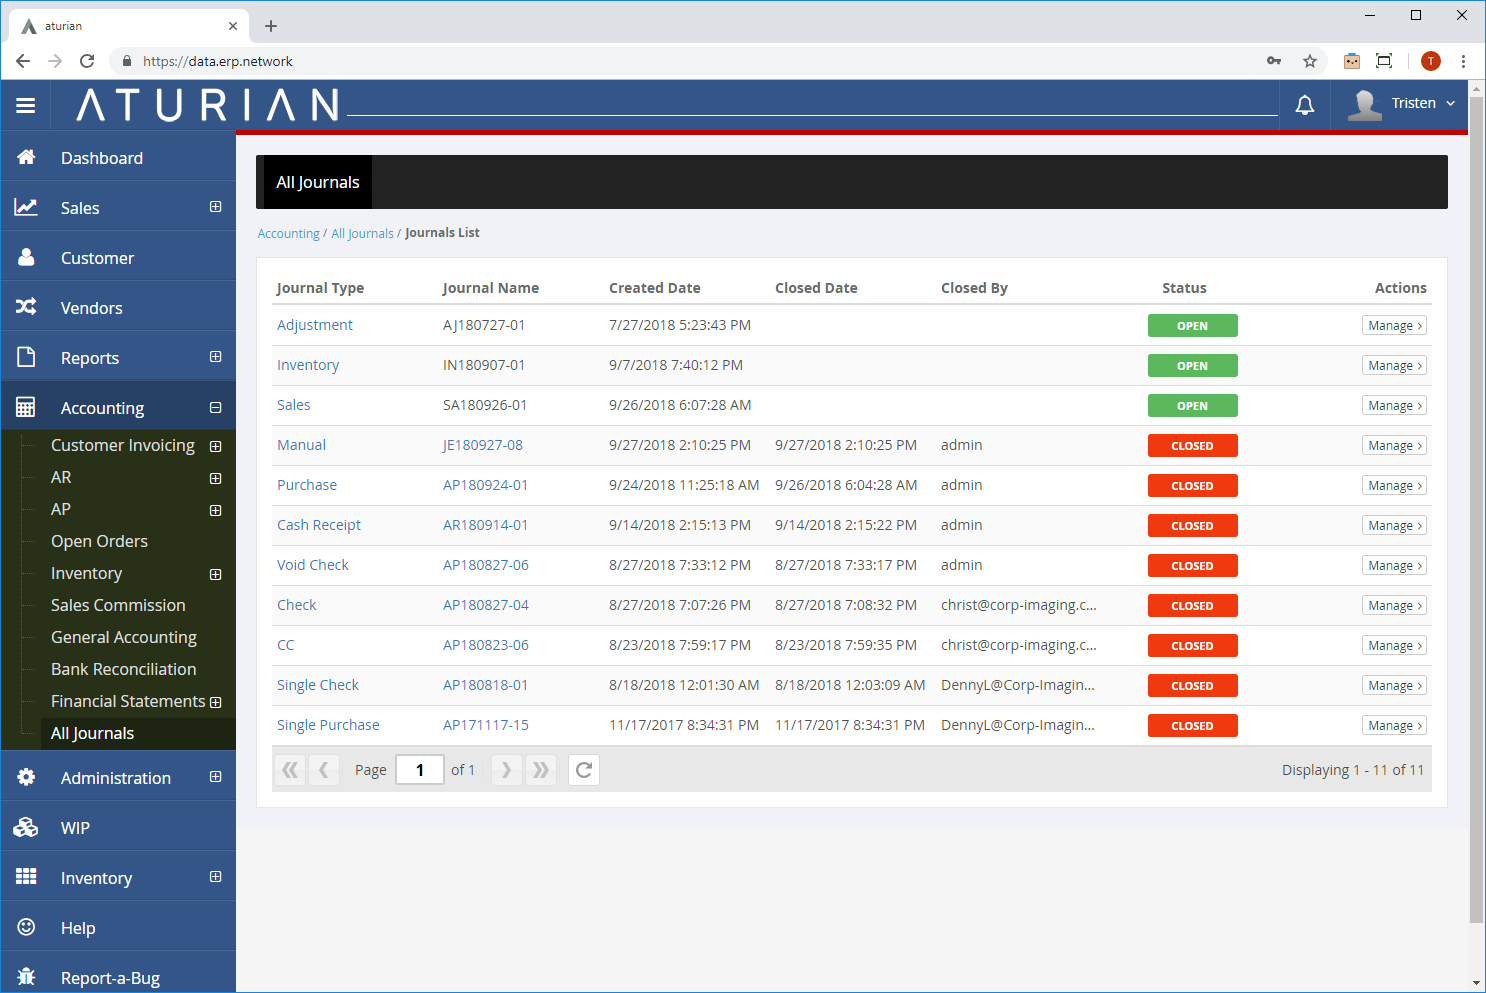 aturian
https://data.erp.network
T
ATURIAN
Tristen
Dashboard
Sales
Customer
Vendors
Reports
Accounting
Customer Invoicing
AR
AP
Open Orders
Inventory
Sales Commission
General Accounting
Bank Reconciliation
Financial Statements
All Journals
Administration
WIP
Inventory
Help
Report-a-Bug
All Journals
Accounting / All Journals / Journals List
Journal Type Journal Name Created Date Closed Date Closed By Status Actions
Adjustment AJ180727-01 7/27/2018 5:23:43 PM OPEN Manage >
Inventory IN180907-01 9/7/2018 7:40:12 PM OPEN Manage >
Sales SA180926-01 9/26/2018 6:07:28 AM OPEN Manage >
Manual JE180927-08 9/27/2018 2:10:25 PM 9/27/2018 2:10:25 PM admin CLOSED Manage >
Purchase AP180924-01 9/24/2018 11:25:18 AM 9/26/2018 6:04:28 AM admin CLOSED Manage >
Cash Receipt AR180914-01 9/14/2018 2:15:13 PM 9/14/2018 2:15:22 PM admin CLOSED Manage >
Void Check AP180827-06 8/27/2018 7:33:12 PM 8/27/2018 7:33:17 PM admin CLOSED Manage >
Check AP180827-04 8/27/2018 7:07:26 PM 8/27/2018 7:08:32 PM christ@corp-imaging.c... CLOSED Manage >
CC AP180823-06 8/23/2018 7:59:17 PM 8/23/2018 7:59:35 PM christ@corp-imaging.c... CLOSED Manage >
Single Check AP180818-01 8/18/2018 12:01:30 AM 8/18/2018 12:03:09 AM DennyL@Corp-Imagin... CLOSED Manage >
Single Purchase AP171117-15 11/17/2017 8:34:31 PM 11/17/2017 8:34:31 PM DennyL@Corp-Imagin... CLOSED Manage >
Page 1 of 1 Displaying 1 - 11 of 11